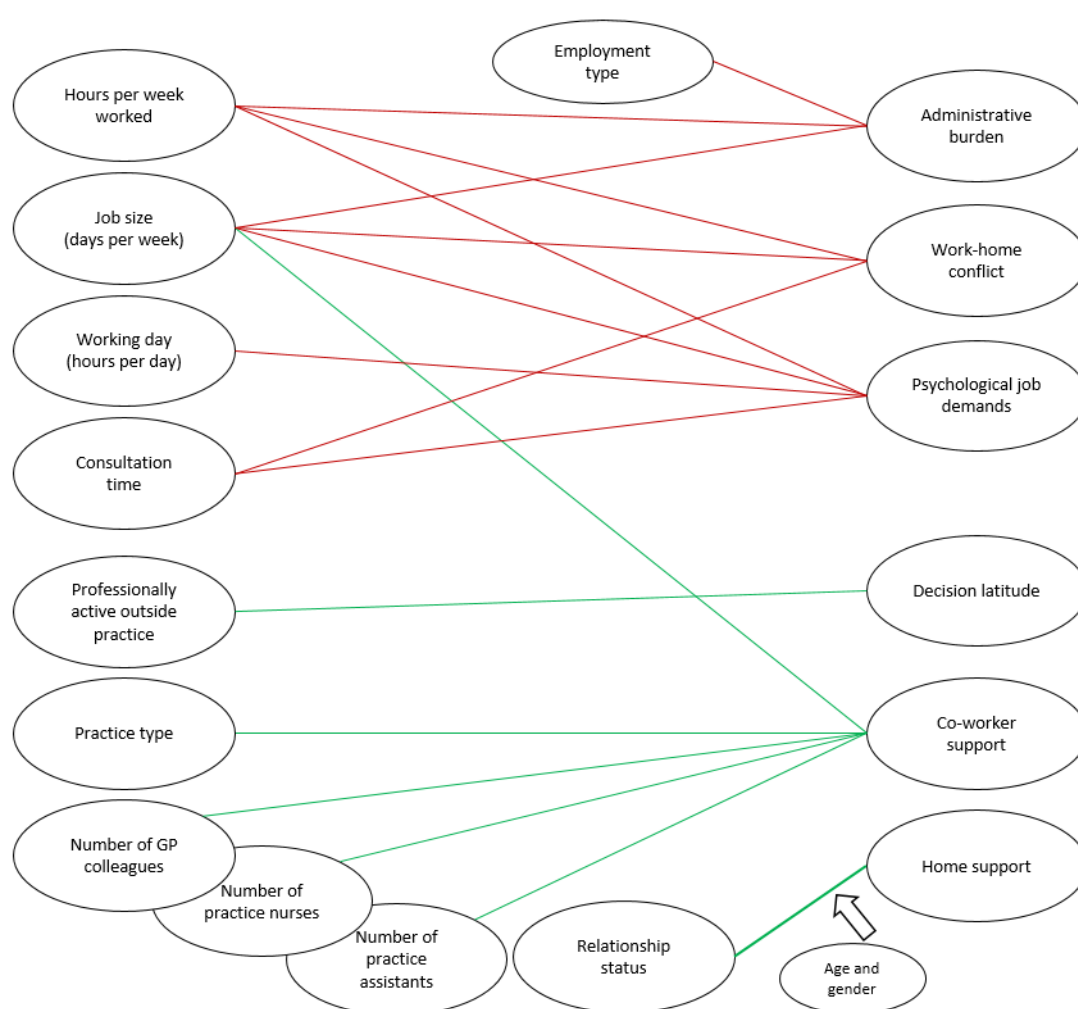 Employment
type
Hours per week
worked
Administrative
burden
Job size
(days per week)
Work-home
conflict
Working day
(hours per day)
Psychological job
demands
Consultation
time
Professionally
active outside
practice
Decision latitude
Practice type
Co-worker
support
Number of GP
colleagues
Home support
Number of
practice nurses
Number of
practice
assistants
Relationship
status
Age and
gender